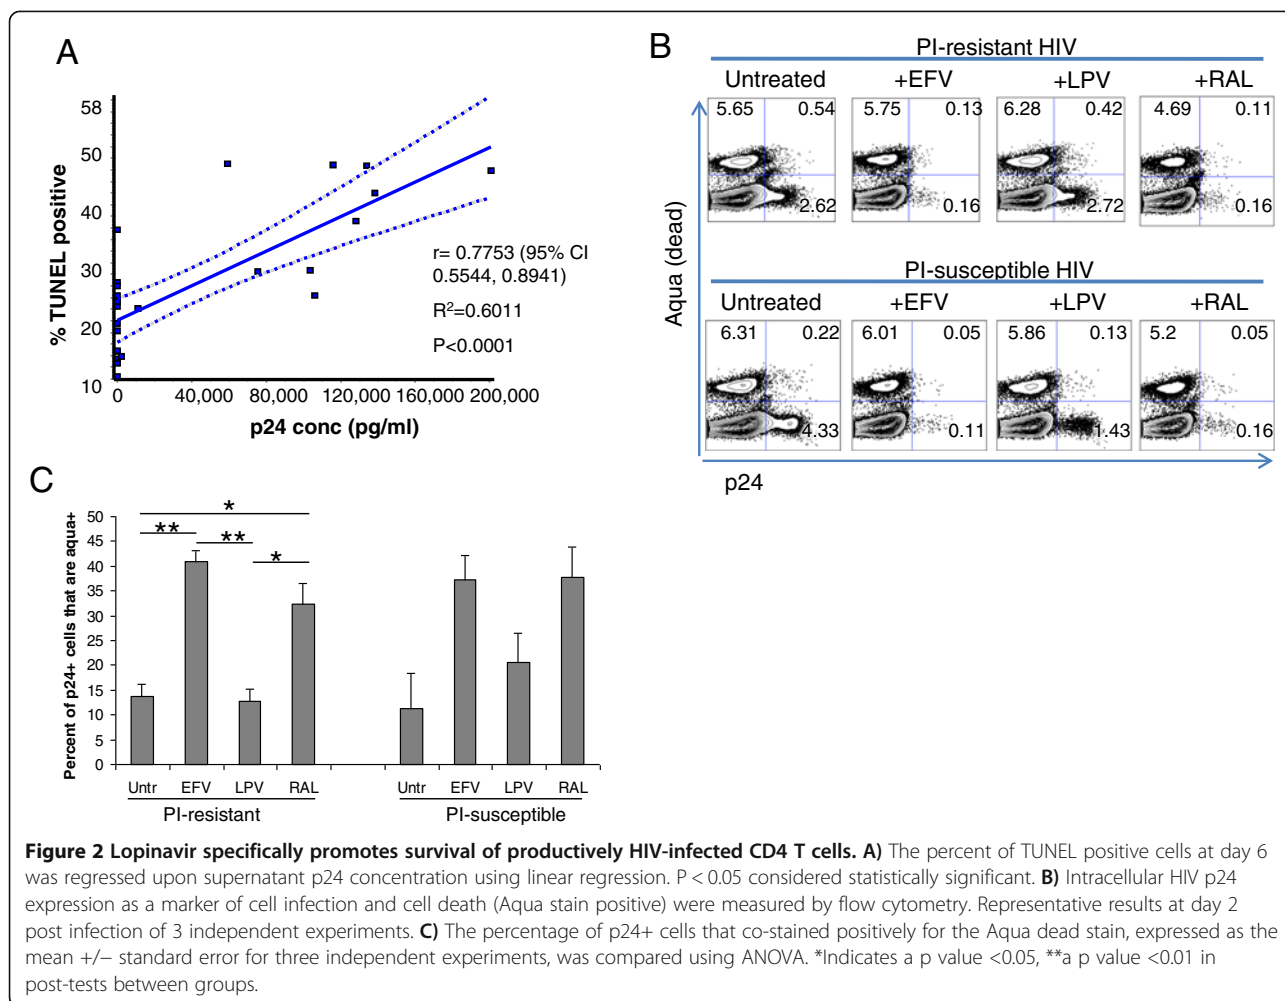 A
58
50
40
30
20
10
% TUNEL positive
0
40,000
80,000
120,000
160,000
200,000
p24 conc (pg/ml)
r= 0.7753 (95% CI
0.5544, 0.8941)
R²=0.6011
P<0.0001
B
PI-resistant HIV
Untreated +EFV +LPV +RAL
5.65 0.54 5.75 0.13 6.28 0.42 4.69 0.11
2.62 0.16 2.72 0.16
PI-susceptible HIV
Untreated +EFV +LPV +RAL
6.31 0.22 6.01 0.05 5.86 0.13 5.2 0.05
4.33 0.11 1.43 0.16
Aqua (dead)
p24
C
Percent of p24+ cells that are aqua+
50
45
40
35
30
25
20
15
10
5
0
*
** **
*
Untr EFV LPV RAL Untr EFV LPV RAL
PI-resistant PI-susceptible
Figure 2 Lopinavir specifically promotes survival of productively HIV-infected CD4 T cells. A) The percent of TUNEL positive cells at day 6
was regressed upon supernatant p24 concentration using linear regression. P < 0.05 considered statistically significant. B) Intracellular HIV p24
expression as a marker of cell infection and cell death (Aqua stain positive) were measured by flow cytometry. Representative results at day 2
post infection of 3 independent experiments. C) The percentage of p24+ cells that co-stained positively for the Aqua dead stain, expressed as the
mean +/− standard error for three independent experiments, was compared using ANOVA. *Indicates a p value <0.05, **a p value <0.01 in
post-tests between groups.